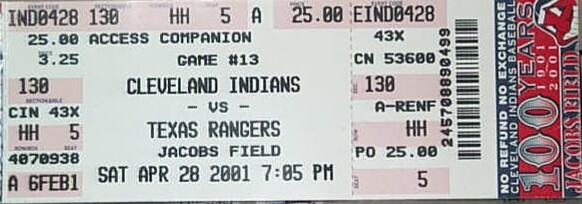 IND0428 130 HH 5 A 25.00 EIND0428
25.00 ACCESS COMPANION 43X
3.25 GAME #13 CN 53600
130 CLEVELAND INDIANS 130
CIN 43X - VS - A-RENF
HH 5 TEXAS RANGERS HH
4070938 JACOBS FIELD PO 25.00
A 6FEB1 SAT APR 28 2001 7:05 PM 5
245708890499
NO REFUND NO EXCHANGE
CLEVELAND INDIANS BASEBALL
100 YEARS
1901 2001
JACOBS FIELD